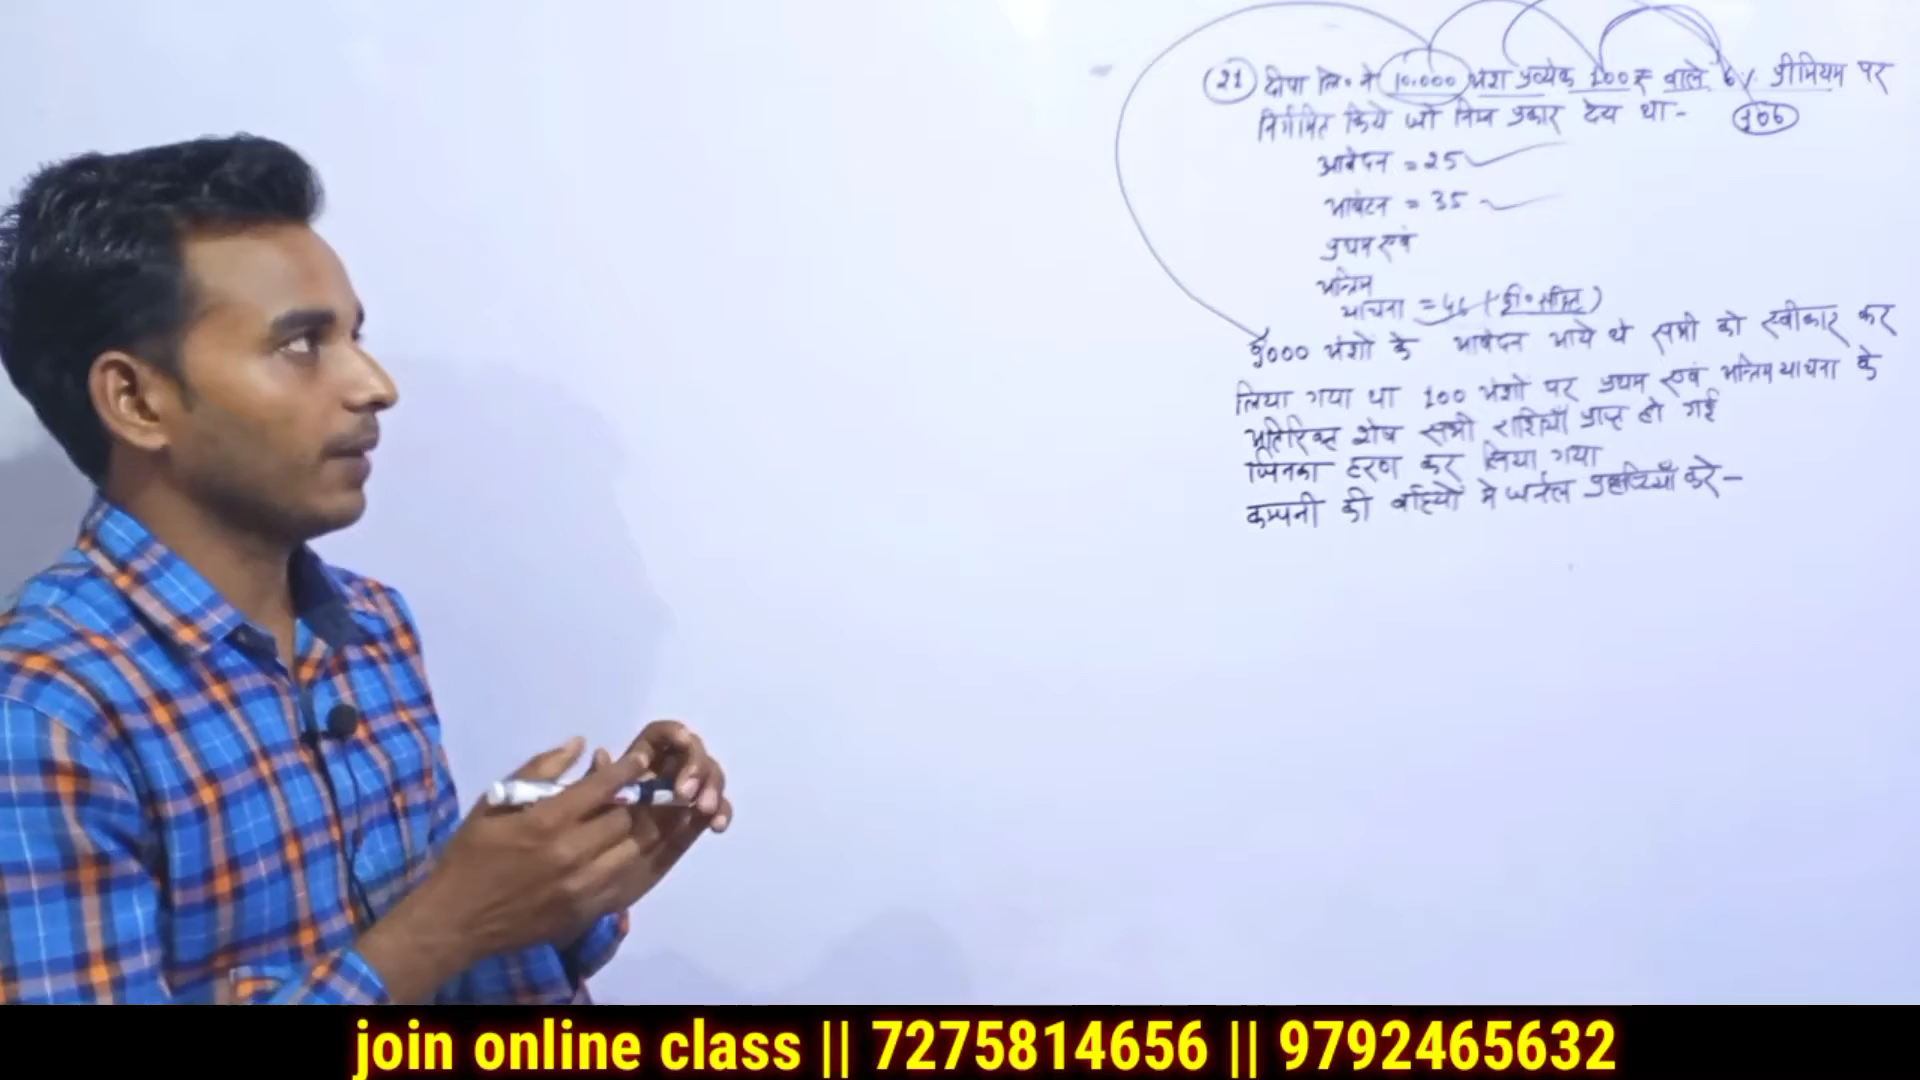 (21) दीपा लि० ने 10.000 अंश प्रत्येक 100 ₹ वाले 6% प्रीमियम पर
निर्गमित किये जो निम्न प्रकार देय था-
106
आवेदन = 25
आवंटन = 35
प्रथम एवं
अन्तिम
याचना = 46 (प्री० सहित)
9000 अंशों के आवेदन आये थे सभी को स्वीकार कर
लिया गया था 100 अंशों पर प्रथम एवं अन्तिम याचना के
अतिरिक्त शेष सभी राशियाँ प्राप्त हो गई
जिनका हरण कर लिया गया
कम्पनी की बहियों में जर्नल प्रविष्टियाँ करे-
join online class || 7275814656 || 9792465632